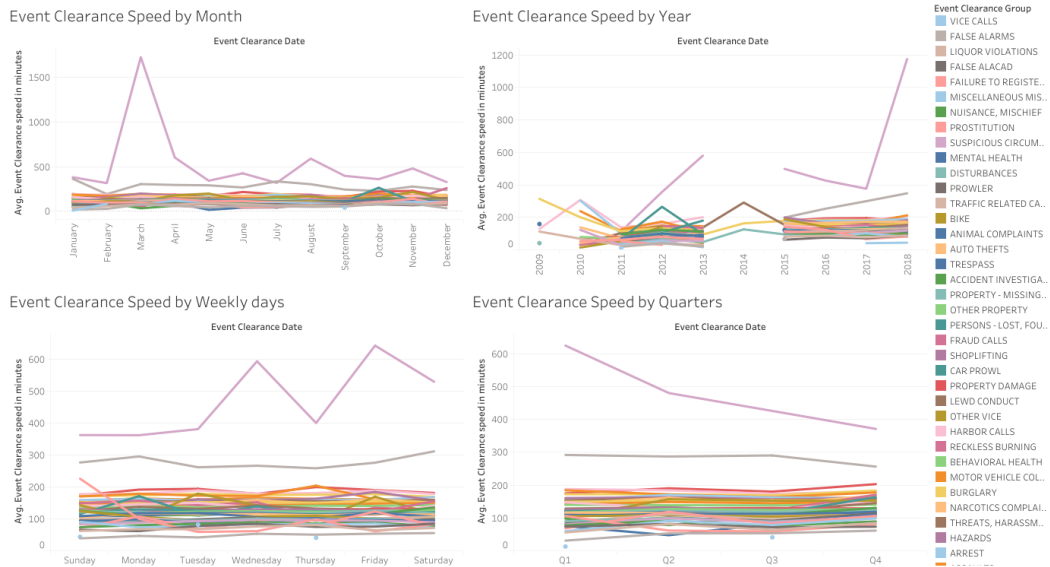 Event Clearance Speed by Month
Event Clearance Date
Avg. Event Clearance speed in minutes
1500
1000
500
0
January
February
March
April
May
June
July
August
September
October
November
December
Event Clearance Speed by Year
Event Clearance Date
Avg. Event Clearance speed in minutes
1200
1000
800
600
400
200
0
2009
2010
2011
2012
2013
2014
2015
2016
2017
2018
Event Clearance Speed by Weekly days
Event Clearance Date
Avg. Event Clearance speed in minutes
600
500
400
300
200
100
0
Sunday Monday Tuesday Wednesday Thursday Friday Saturday
Event Clearance Speed by Quarters
Event Clearance Date
Avg. Event Clearance speed in minutes
600
500
400
300
200
100
0
Q1 Q2 Q3 Q4
Event Clearance Group
VICE CALLS
FALSE ALARMS
LIQUOR VIOLATIONS
FALSE ALACAD
FAILURE TO REGISTE..
MISCELLANEOUS MIS..
NUISANCE, MISCHIEF
PROSTITUTION
SUSPICIOUS CIRCUM..
MENTAL HEALTH
DISTURBANCES
PROWLER
TRAFFIC RELATED CA..
BIKE
ANIMAL COMPLAINTS
AUTO THEFTS
TRESPASS
ACCIDENT INVESTIGA..
PROPERTY - MISSING..
OTHER PROPERTY
PERSONS - LOST, FOU..
FRAUD CALLS
SHOPLIFTING
CAR PROWL
PROPERTY DAMAGE
LEWD CONDUCT
OTHER VICE
HARBOR CALLS
RECKLESS BURNING
BEHAVIORAL HEALTH
MOTOR VEHICLE COL..
BURGLARY
NARCOTICS COMPLAI..
THREATS, HARASSM..
HAZARDS
ARREST